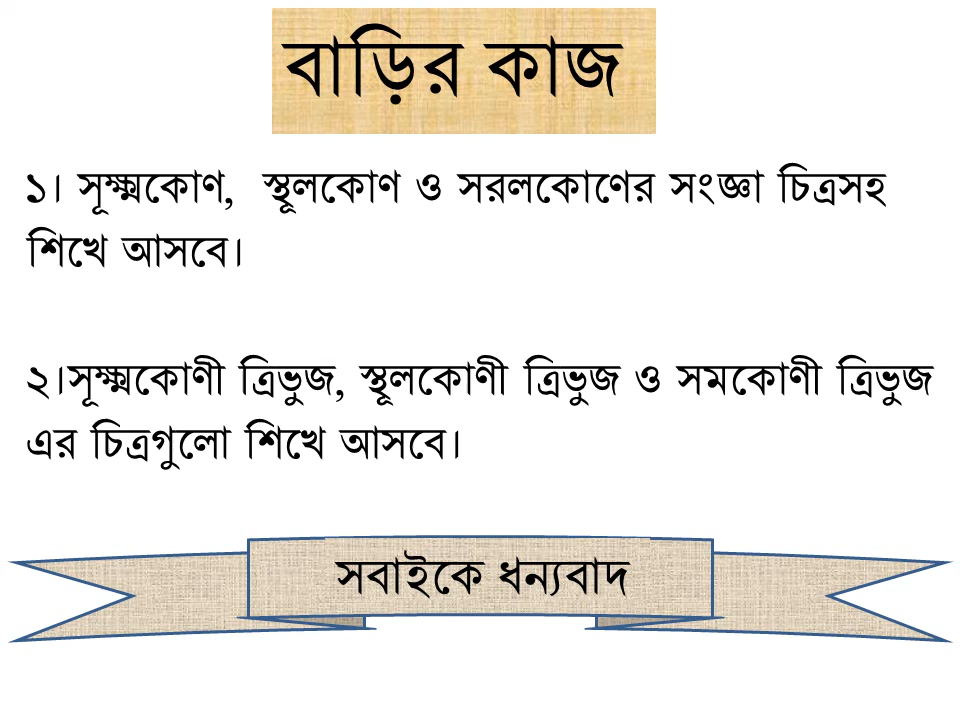 বাড়ির কাজ
১। সূক্ষ্মকোণ, স্থূলকোণ ও সরলকোণের সংজ্ঞা চিত্রসহ
শিখে আসবে।
২।সূক্ষ্মকোণী ত্রিভুজ, স্থূলকোণী ত্রিভুজ ও সমকোণী ত্রিভুজ
এর চিত্রগুলো শিখে আসবে।
সবাইকে ধন্যবাদ